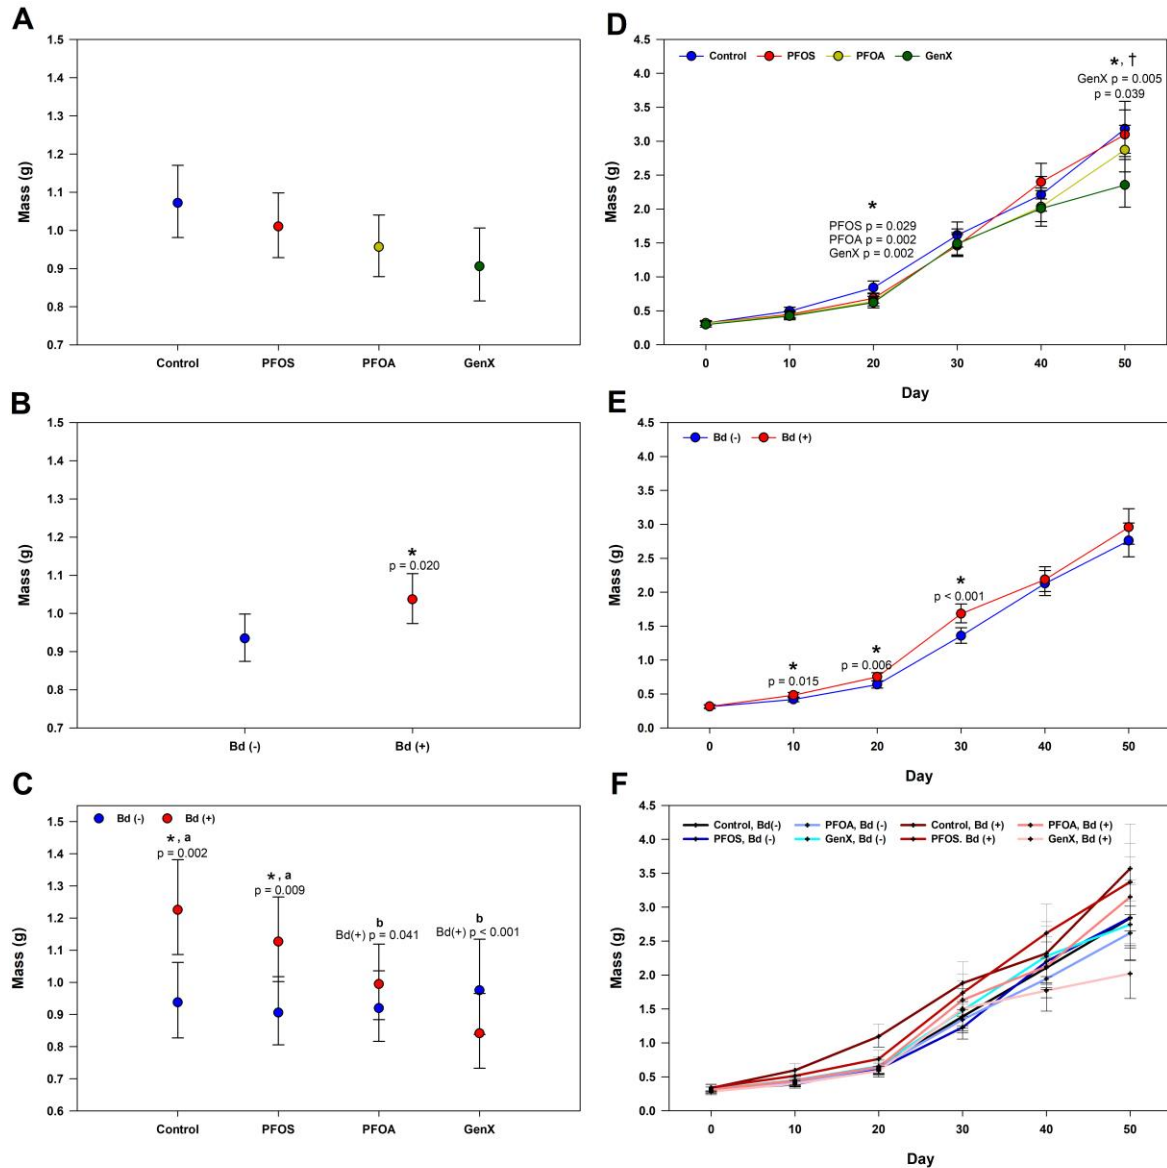 A
1.5
1.4
1.3
1.2
1.1
1.0
0.9
0.8
0.7
Mass (g)
Control PFOS PFOA GenX
B
1.5
1.4
1.3
1.2
1.1
1.0
0.9
0.8
0.7
Mass (g)
*
p = 0.020
Bd (-) Bd (+)
C
Bd (-) Bd (+)
1.5
1.4
1.3
1.2
1.1
1.0
0.9
0.8
0.7
0.6
Mass (g)
*, a
p = 0.002
*, a
p = 0.009
b
Bd(+) p = 0.041
b
Bd(+) p < 0.001
Control PFOS PFOA GenX
D
4.5
4.0
3.5
3.0
2.5
2.0
1.5
1.0
0.5
0.0
Mass (g)
Control PFOS PFOA GenX
*
PFOS p = 0.029
PFOA p = 0.002
GenX p = 0.002
*, †
GenX p = 0.005
p = 0.039
0 10 20 30 40 50
Day
E
4.5
4.0
3.5
3.0
2.5
2.0
1.5
1.0
0.5
0.0
Mass (g)
Bd (-) Bd (+)
*
p = 0.015
*
p = 0.006
*
p < 0.001
0 10 20 30 40 50
Day
F
4.5
4.0
3.5
3.0
2.5
2.0
1.5
1.0
0.5
0.0
Mass (g)
Control, Bd(-) PFOA, Bd (-) Control, Bd (+) PFOA, Bd (+)
PFOS, Bd (-) GenX, Bd (-) PFOS. Bd (+) GenX, Bd (+)
0 10 20 30 40 50
Day